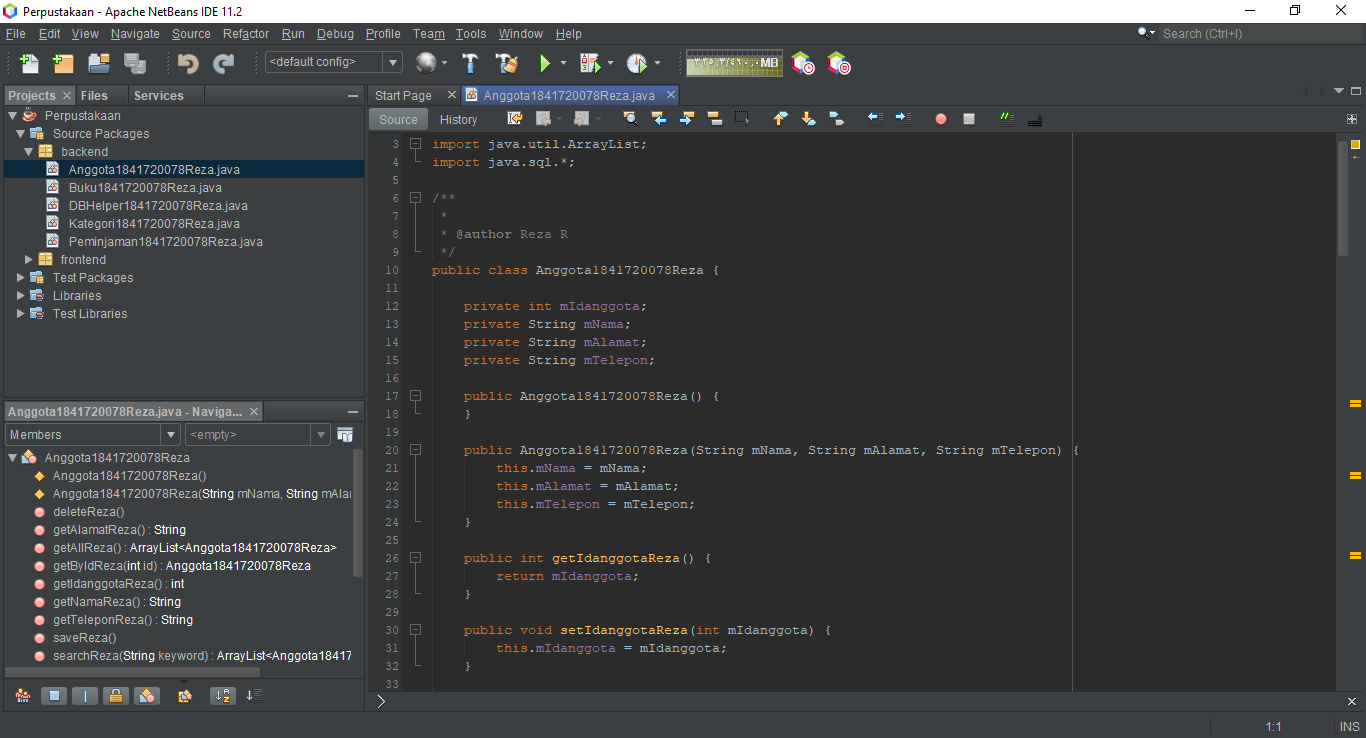 Perpustakaan - Apache NetBeans IDE 11.2
File Edit View Navigate Source Refactor Run Debug Profile Team Tools Window Help
Search (Ctrl+I)
<default config>
Projects Files Services
Perpustakaan
Source Packages
backend
Anggota1841720078Reza.java
Buku1841720078Reza.java
DBHelper1841720078Reza.java
Kategori1841720078Reza.java
Peminjaman1841720078Reza.java
frontend
Test Packages
Libraries
Test Libraries
Anggota1841720078Reza.java - Naviga...
Members <empty>
Anggota1841720078Reza
Anggota1841720078Reza()
Anggota1841720078Reza(String mNama, String mAlam
deleteReza()
getAlamatReza() : String
getAllReza() : ArrayList<Anggota1841720078Reza>
getByIdReza(int id) : Anggota1841720078Reza
getIdanggotaReza() : int
getNamaReza() : String
getTeleponReza() : String
saveReza()
searchReza(String keyword) : ArrayList<Anggota18417
Start Page Anggota1841720078Reza.java
Source History
3 import java.util.ArrayList;
4 import java.sql.*;
5
6 /**
7 *
8 * @author Reza R
9 */
10 public class Anggota1841720078Reza {
11
12 private int mIdanggota;
13 private String mNama;
14 private String mAlamat;
15 private String mTelepon;
16
17 public Anggota1841720078Reza() {
18 }
19
20 public Anggota1841720078Reza(String mNama, String mAlamat, String mTelepon) {
21 this.mNama = mNama;
22 this.mAlamat = mAlamat;
23 this.mTelepon = mTelepon;
24 }
25
26 public int getIdanggotaReza() {
27 return mIdanggota;
28 }
29
30 public void setIdanggotaReza(int mIdanggota) {
31 this.mIdanggota = mIdanggota;
32 }
33
1:1 INS